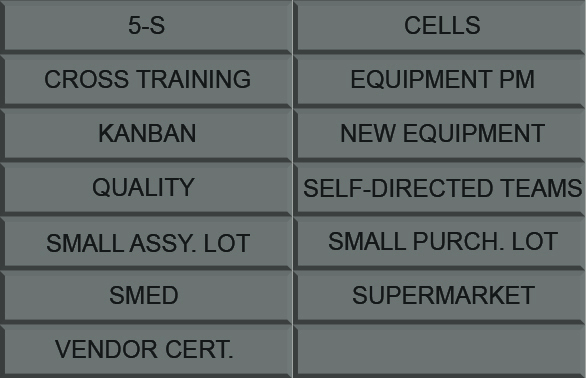 5-S
CELLS
CROSS TRAINING
EQUIPMENT PM
KANBAN
NEW EQUIPMENT
QUALITY
SELF-DIRECTED TEAMS
SMALL ASSY. LOT
SMALL PURCH. LOT
SMED
SUPERMARKET
VENDOR CERT.